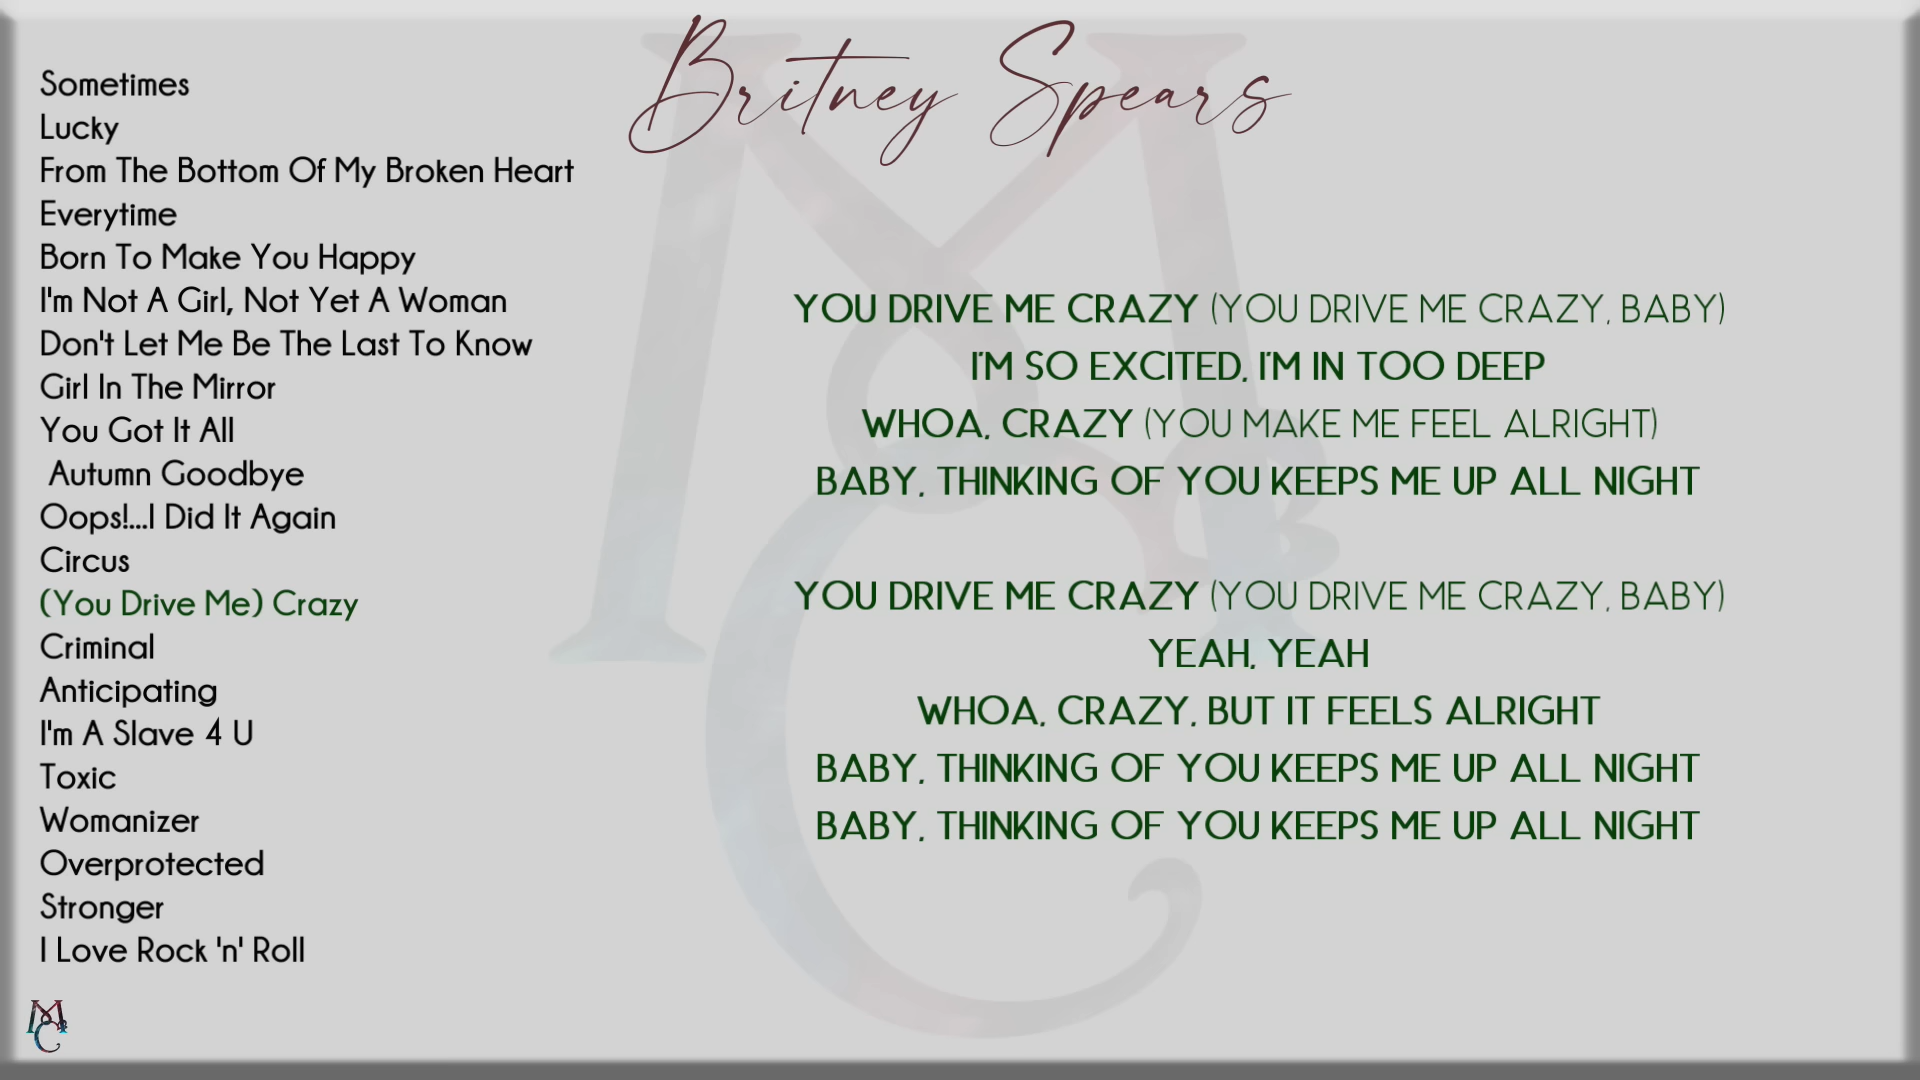 Britney Spears
Sometimes
Lucky
From The Bottom Of My Broken Heart
Everytime
Born To Make You Happy
I'm Not A Girl, Not Yet A Woman
Don't Let Me Be The Last To Know
Girl In The Mirror
You Got It All
Autumn Goodbye
Oops!...I Did It Again
Circus
(You Drive Me) Crazy
Criminal
Anticipating
I'm A Slave 4 U
Toxic
Womanizer
Overprotected
Stronger
I Love Rock 'n' Roll
YOU DRIVE ME CRAZY (YOU DRIVE ME CRAZY, BABY)
I'M SO EXCITED, I'M IN TOO DEEP
WHOA, CRAZY (YOU MAKE ME FEEL ALRIGHT)
BABY, THINKING OF YOU KEEPS ME UP ALL NIGHT
YOU DRIVE ME CRAZY (YOU DRIVE ME CRAZY, BABY)
YEAH, YEAH
WHOA, CRAZY, BUT IT FEELS ALRIGHT
BABY, THINKING OF YOU KEEPS ME UP ALL NIGHT
BABY, THINKING OF YOU KEEPS ME UP ALL NIGHT